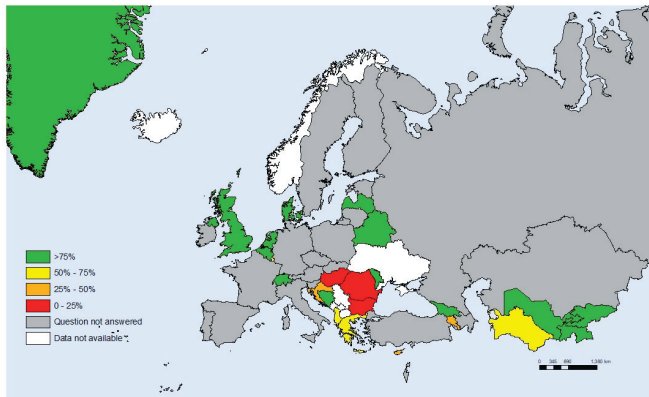 >75%
50% - 75%
25% - 50%
0 - 25%
Question not answered
Data not available
0 345 690 1,380 km